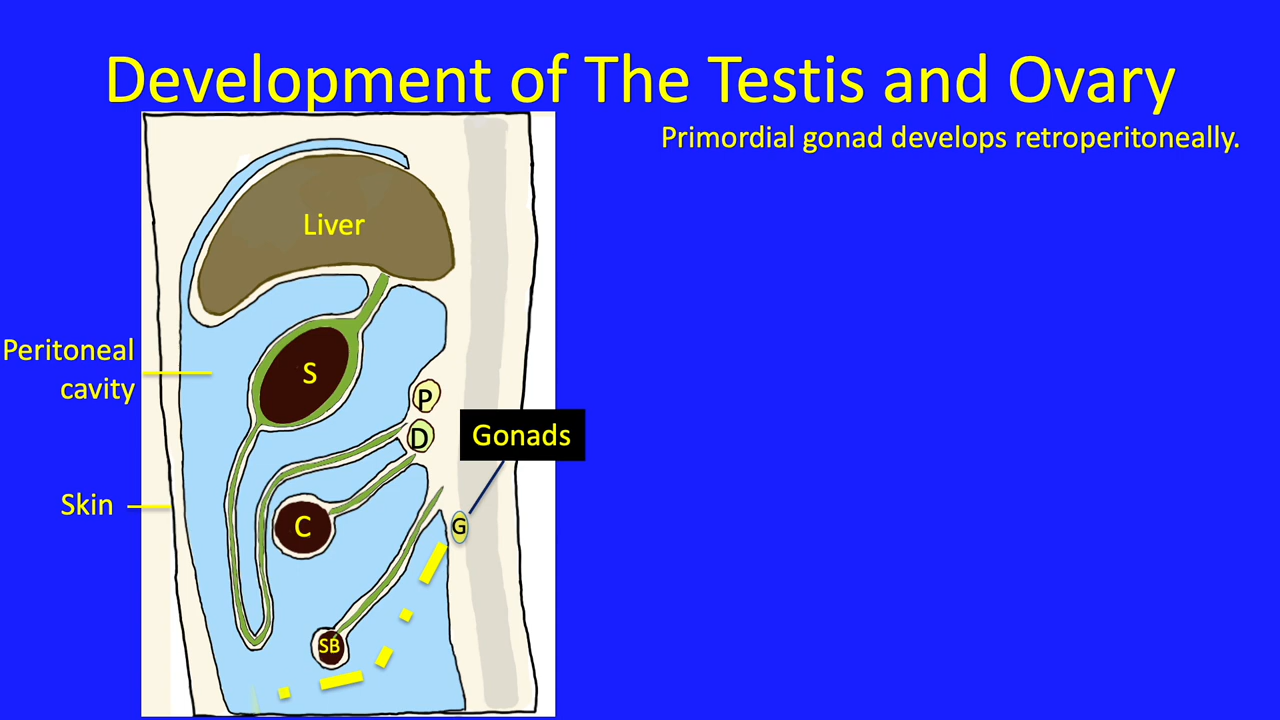 Development of The Testis and Ovary
Primordial gonad develops retroperitoneally.
Liver
Peritoneal
cavity
S
P
D
Gonads
Skin
C
G
SB